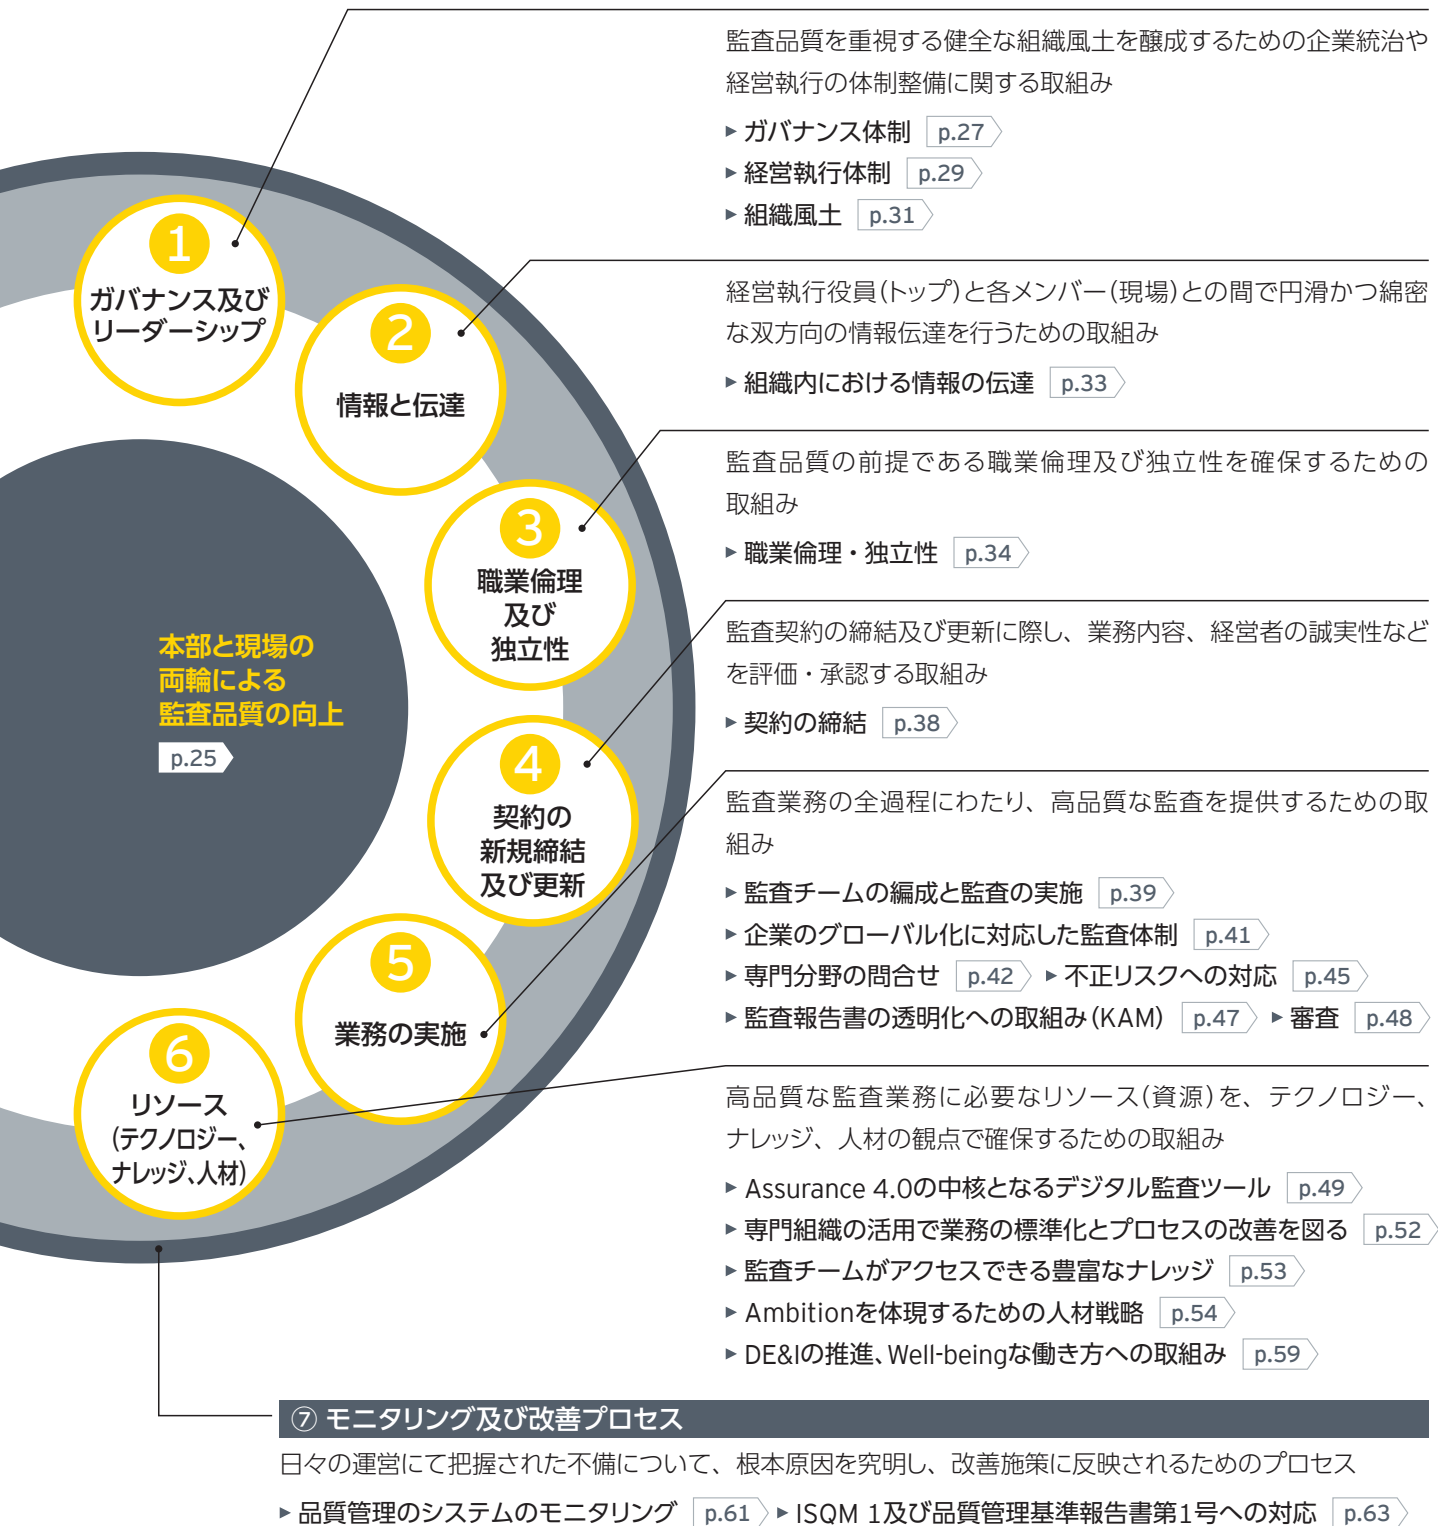 監査品質を重視する健全な組織風土を醸成するための企業統治や
経営執行の体制整備に関する取組み
▸ ガバナンス体制 p.27
▸ 経営執行体制 p.29
▸ 組織風土 p.31
1
ガバナンス及び
リーダーシップ
経営執行役員(トップ)と各メンバー(現場)との間で円滑かつ綿密
な双方向の情報伝達を行うための取組み
▸ 組織内における情報の伝達 p.33
2
情報と伝達
監査品質の前提である職業倫理及び独立性を確保するための
取組み
▸ 職業倫理・独立性 p.34
3
職業倫理
及び
独立性
監査契約の締結及び更新に際し、業務内容、経営者の誠実性など
を評価・承認する取組み
▸ 契約の締結 p.38
4
契約の
新規締結
及び更新
本部と現場の
両輪による
監査品質の向上
p.25
監査業務の全過程にわたり、高品質な監査を提供するための取
組み
▸ 監査チームの編成と監査の実施 p.39
▸ 企業のグローバル化に対応した監査体制 p.41
▸ 専門分野の問合せ p.42 ▸ 不正リスクへの対応 p.45
▸ 監査報告書の透明化への取組み(KAM) p.47 ▸ 審査 p.48
5
業務の実施
高品質な監査業務に必要なリソース(資源)を、テクノロジー、
ナレッジ、人材の観点で確保するための取組み
▸ Assurance 4.0の中核となるデジタル監査ツール p.49
▸ 専門組織の活用で業務の標準化とプロセスの改善を図る p.52
▸ 監査チームがアクセスできる豊富なナレッジ p.53
▸ Ambitionを体現するための人材戦略 p.54
▸ DE&Iの推進、Well-beingな働き方への取組み p.59
6
リソース
(テクノロジー、
ナレッジ、人材)
⑦ モニタリング及び改善プロセス
日々の運営にて把握された不備について、根本原因を究明し、改善施策に反映されるためのプロセス
▸ 品質管理のシステムのモニタリング p.61 ▸ ISQM 1及び品質管理基準報告書第1号への対応 p.63